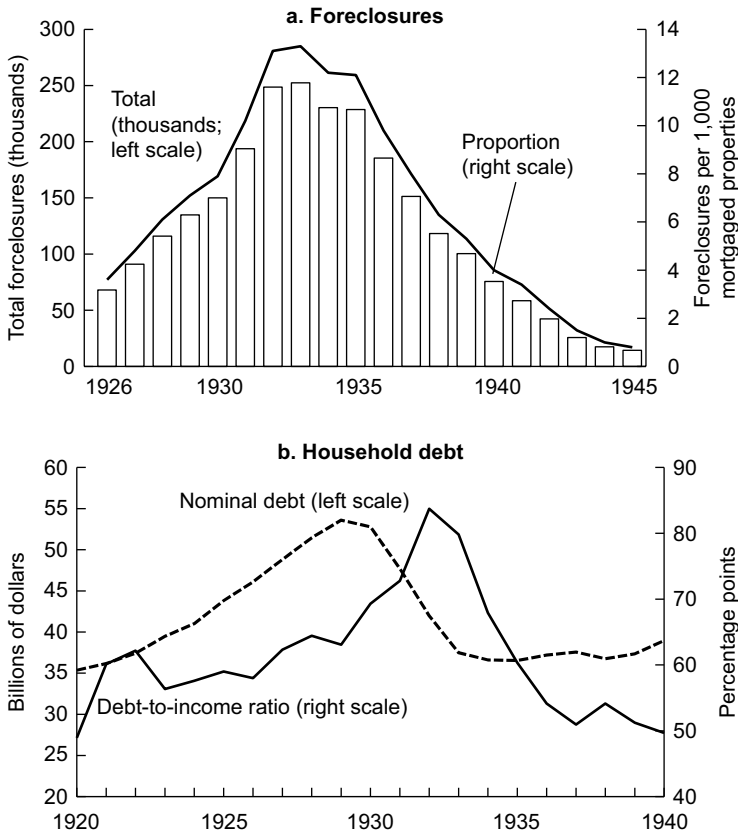 a. Foreclosures
300
250
200
150
100
50
0
14
12
10
8
6
4
2
0
Total forcelosures (thousands)
Foreclosures per 1,000
mortgaged properties
Total
(thousands;
left scale)
Proportion
(right scale)
1926 1930 1935 1940 1945
b. Household debt
60
55
50
45
40
35
30
25
20
90
80
70
60
50
40
Billions of dollars
Percentage points
Nominal debt (left scale)
Debt-to-income ratio (right scale)
1920 1925 1930 1935 1940